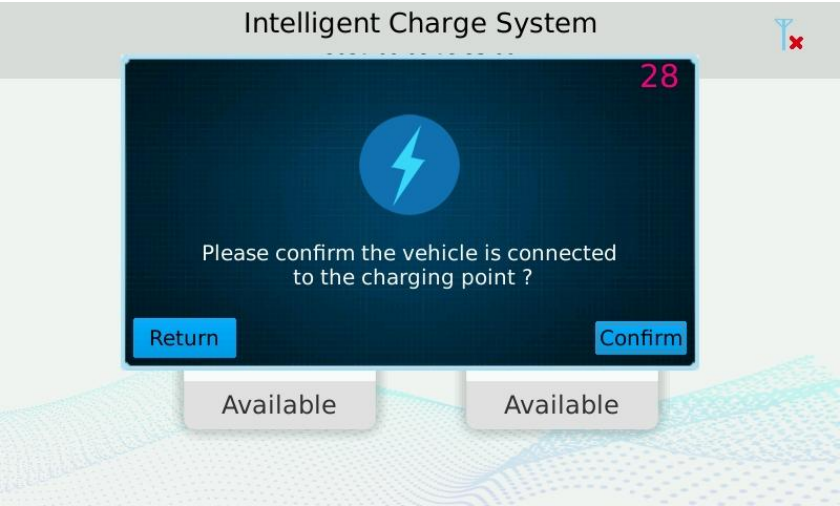 Intelligent Charge System
28
Please confirm the vehicle is connected
to the charging point ?
Return
Confirm
Available
Available